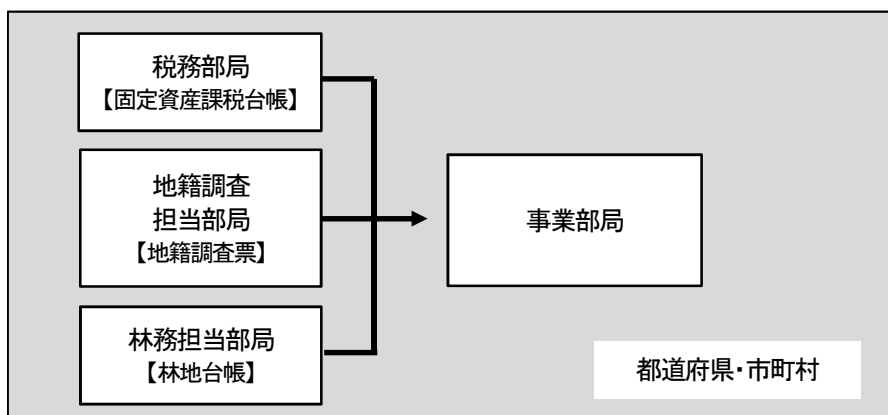 税務部局
【固定資産課税台帳】
地籍調査
担当部局
【地籍調査票】
林務担当部局
【林地台帳】
事業部局
都道府県・市町村